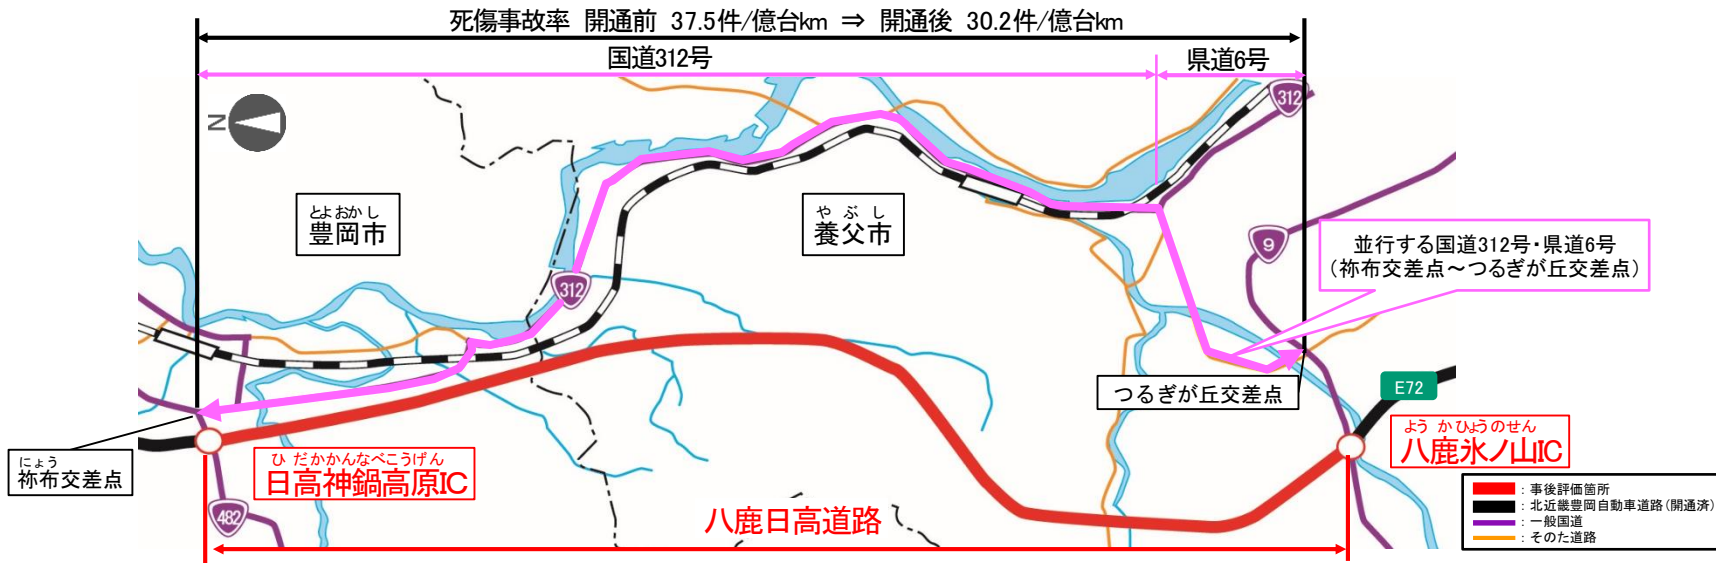 死傷事故率 開通前 37.5件/億台km ⇒ 開通後 30.2件/億台km
国道312号
県道6号
N
312
とよおかし
豊岡市
やぶし
養父市
9
並行する国道312号・県道6号
(祢布交差点～つるぎが丘交差点)
312
つるぎが丘交差点
E72
にょう
祢布交差点
ひだかかんなべこうげん
日高神鍋高原IC
ようかひょうのせん
八鹿氷ノ山IC
482
八鹿日高道路
：事後評価箇所
：北近畿豊岡自動車道路(開通済)
：一般国道
：そのた道路